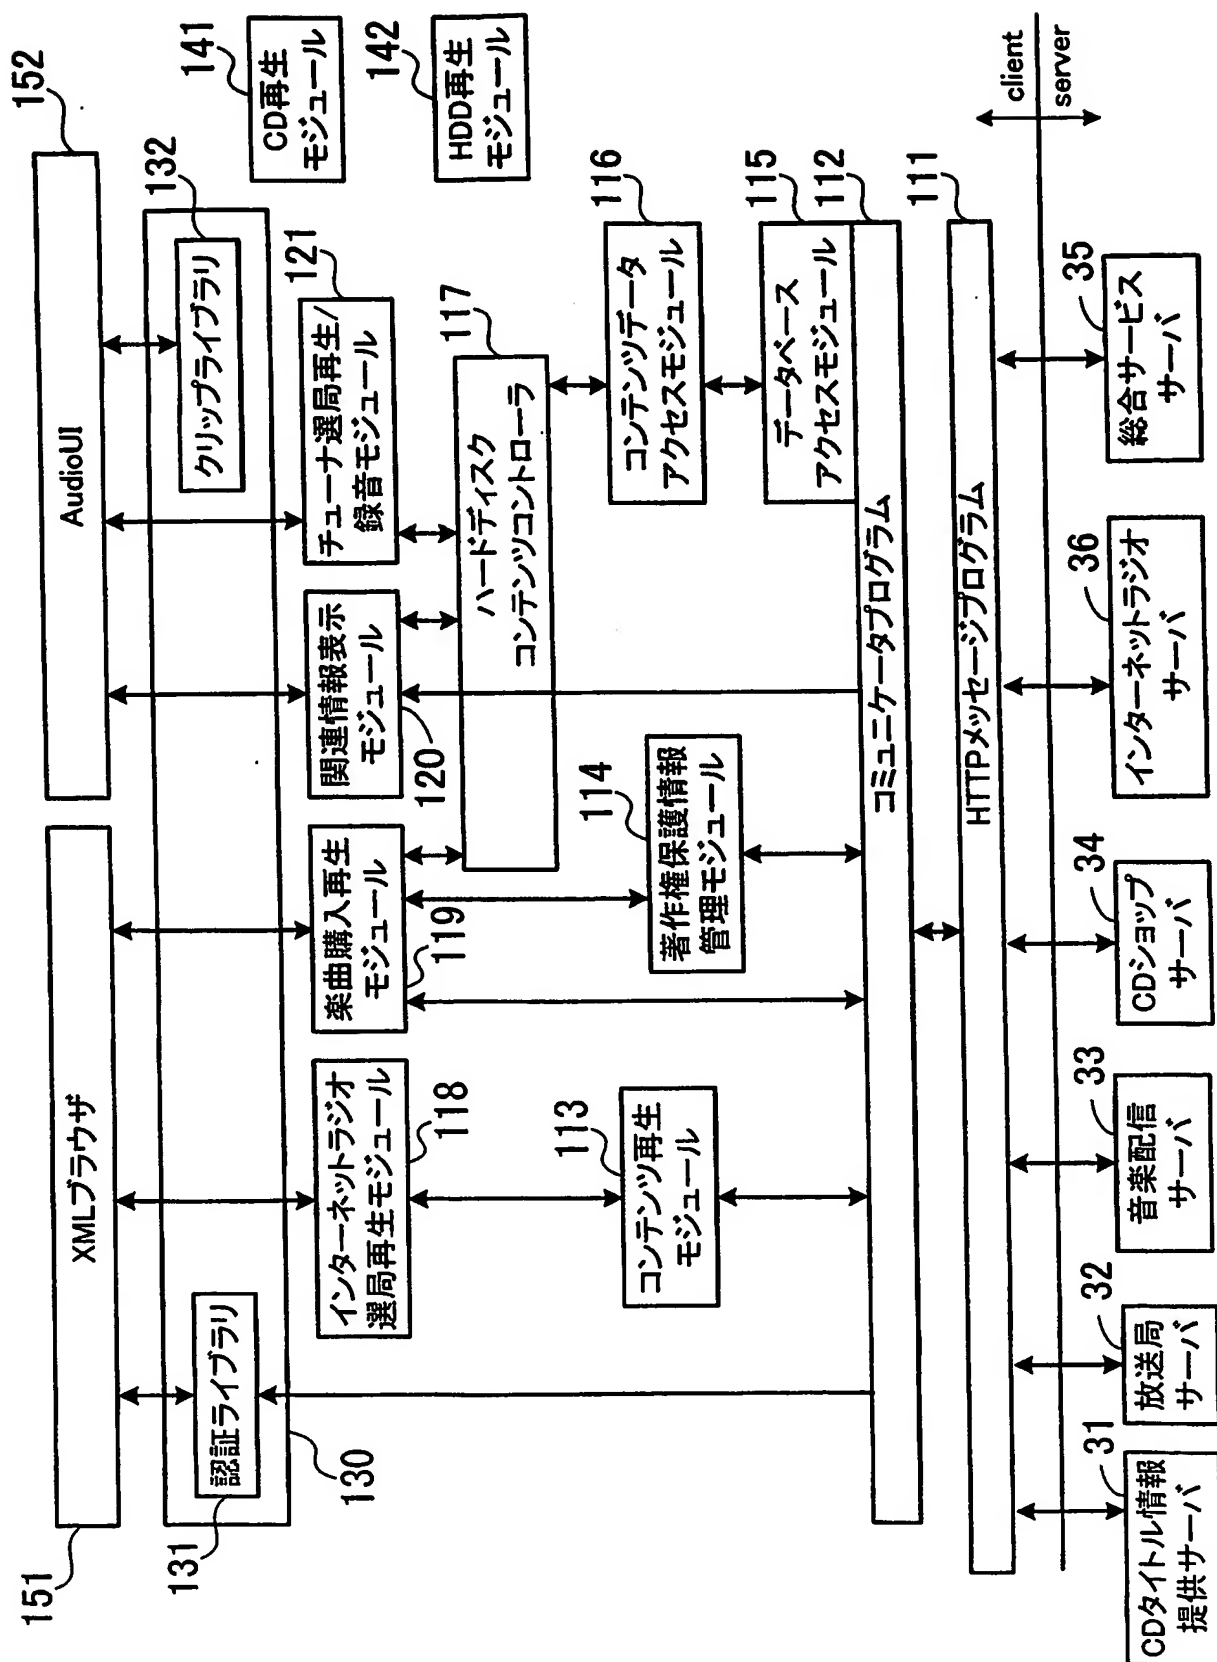 151
XMLブラウザ
AudioUI
152
131
認証ライブラリ
130
クリップライブラリ
132
CD再生
モジュール
141
HDD再生
モジュール
142
インターネットラジオ
選局再生モジュール
118
楽曲購入再生
モジュール
119
関連情報表示
モジュール
120
チューナ選局再生/
録音モジュール
121
ハードディスク
コンテンツコントローラ
117
コンテンツ再生
モジュール
113
著作権保護情報
管理モジュール
114
コンテンツデータ
アクセスモジュール
116
データベース
アクセスモジュール
115
コミュニケータプログラム
112
HTTPメッセージプログラム
111
client
server
CDタイトル情報
提供サーバ
31
放送局
サーバ
32
音楽配信
サーバ
33
CDショップ
サーバ
34
インターネットラジオ
サーバ
36
総合サービス
サーバ
35